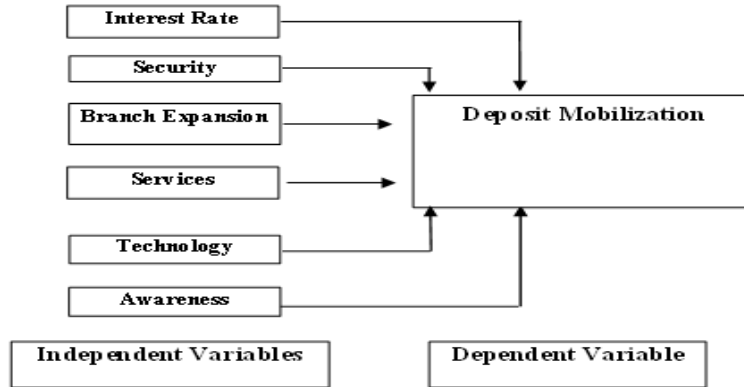 Interest Rate
Security
Branch Expansion
Deposit Mobilization
Services
Technology
Awareness
Independent Variables
Dependent Variable